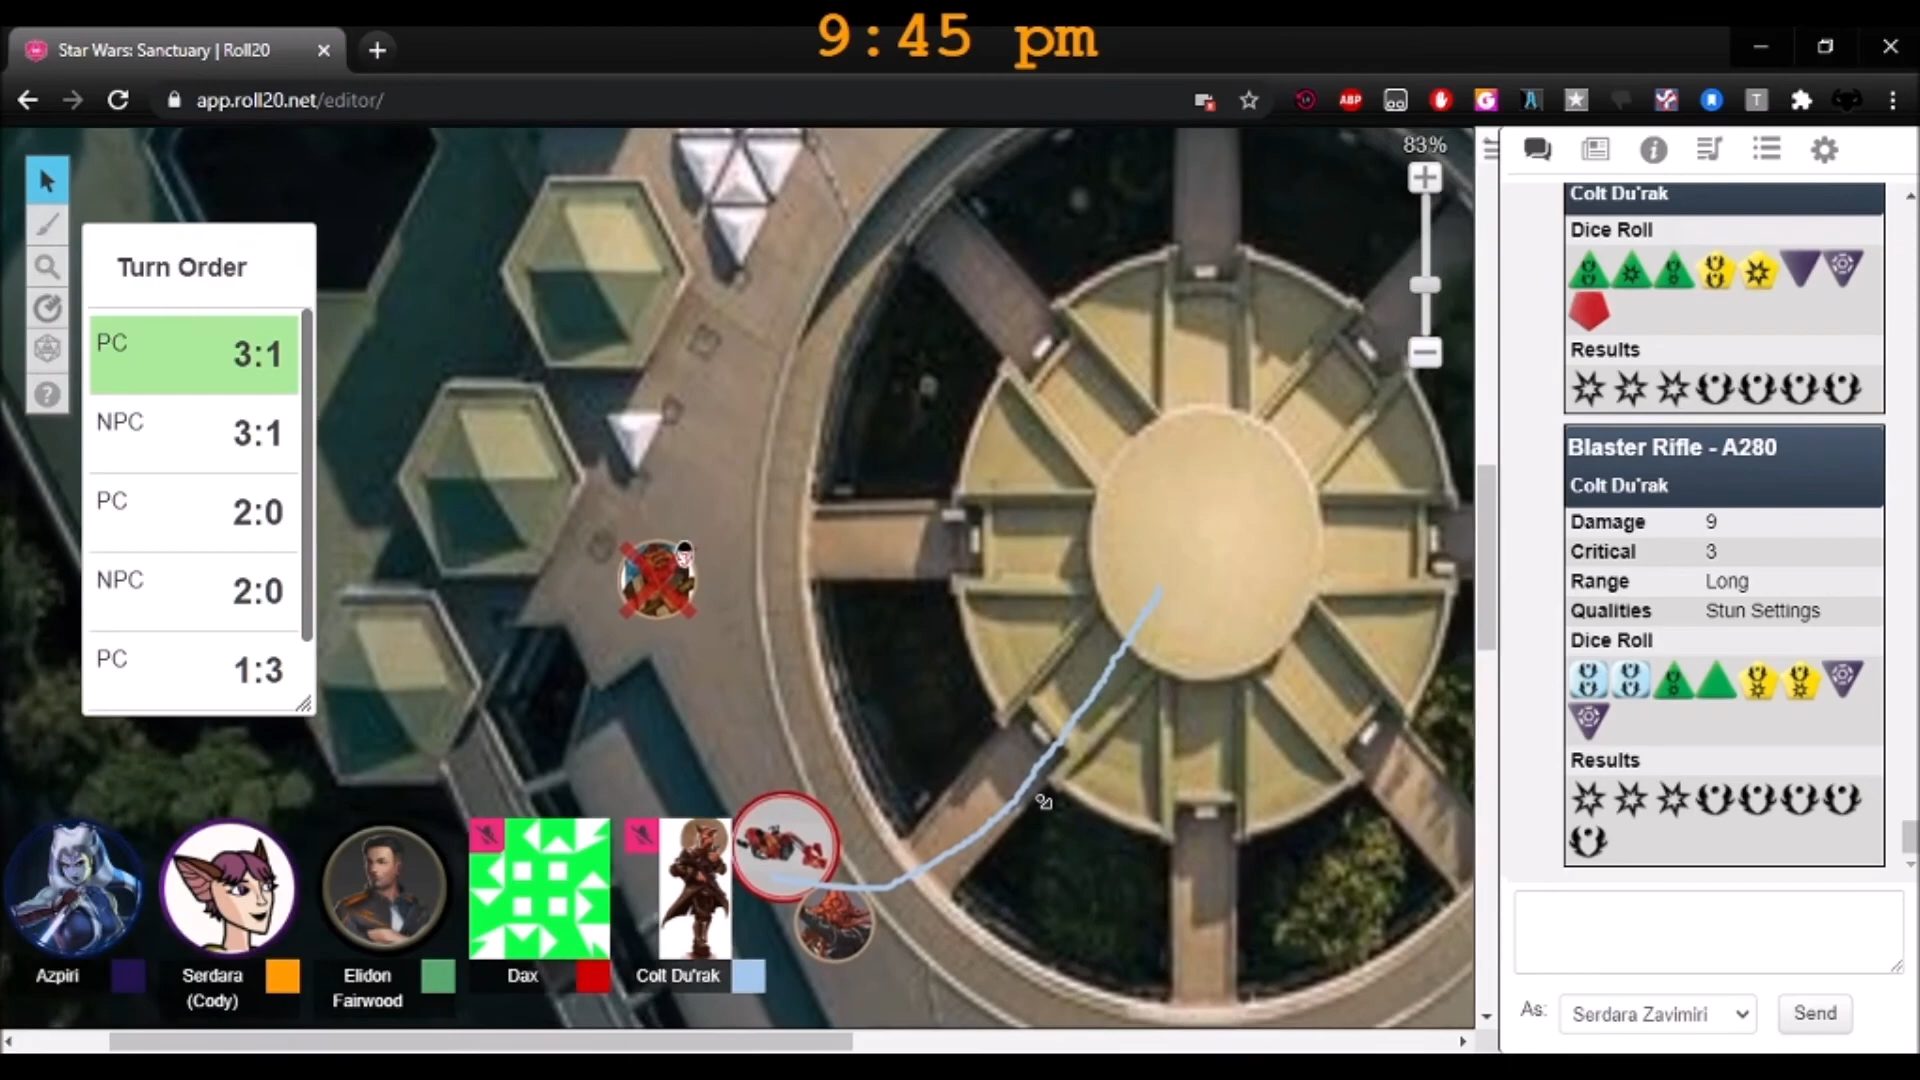 9:45 pm
Star Wars: Sanctuary | Roll20
app.roll20.net/editor/
ABP
83%
Turn Order
PC 3:1
NPC 3:1
PC 2:0
NPC 2:0
PC 1:3
Azpiri
Serdara
(Cody)
Elidon
Fairwood
Dax
Colt Du'rak
Colt Du'rak
Dice Roll
Results
Blaster Rifle - A280
Colt Du'rak
Damage 9
Critical 3
Range Long
Qualities Stun Settings
Dice Roll
Results
As: Serdara Zavimiri Send